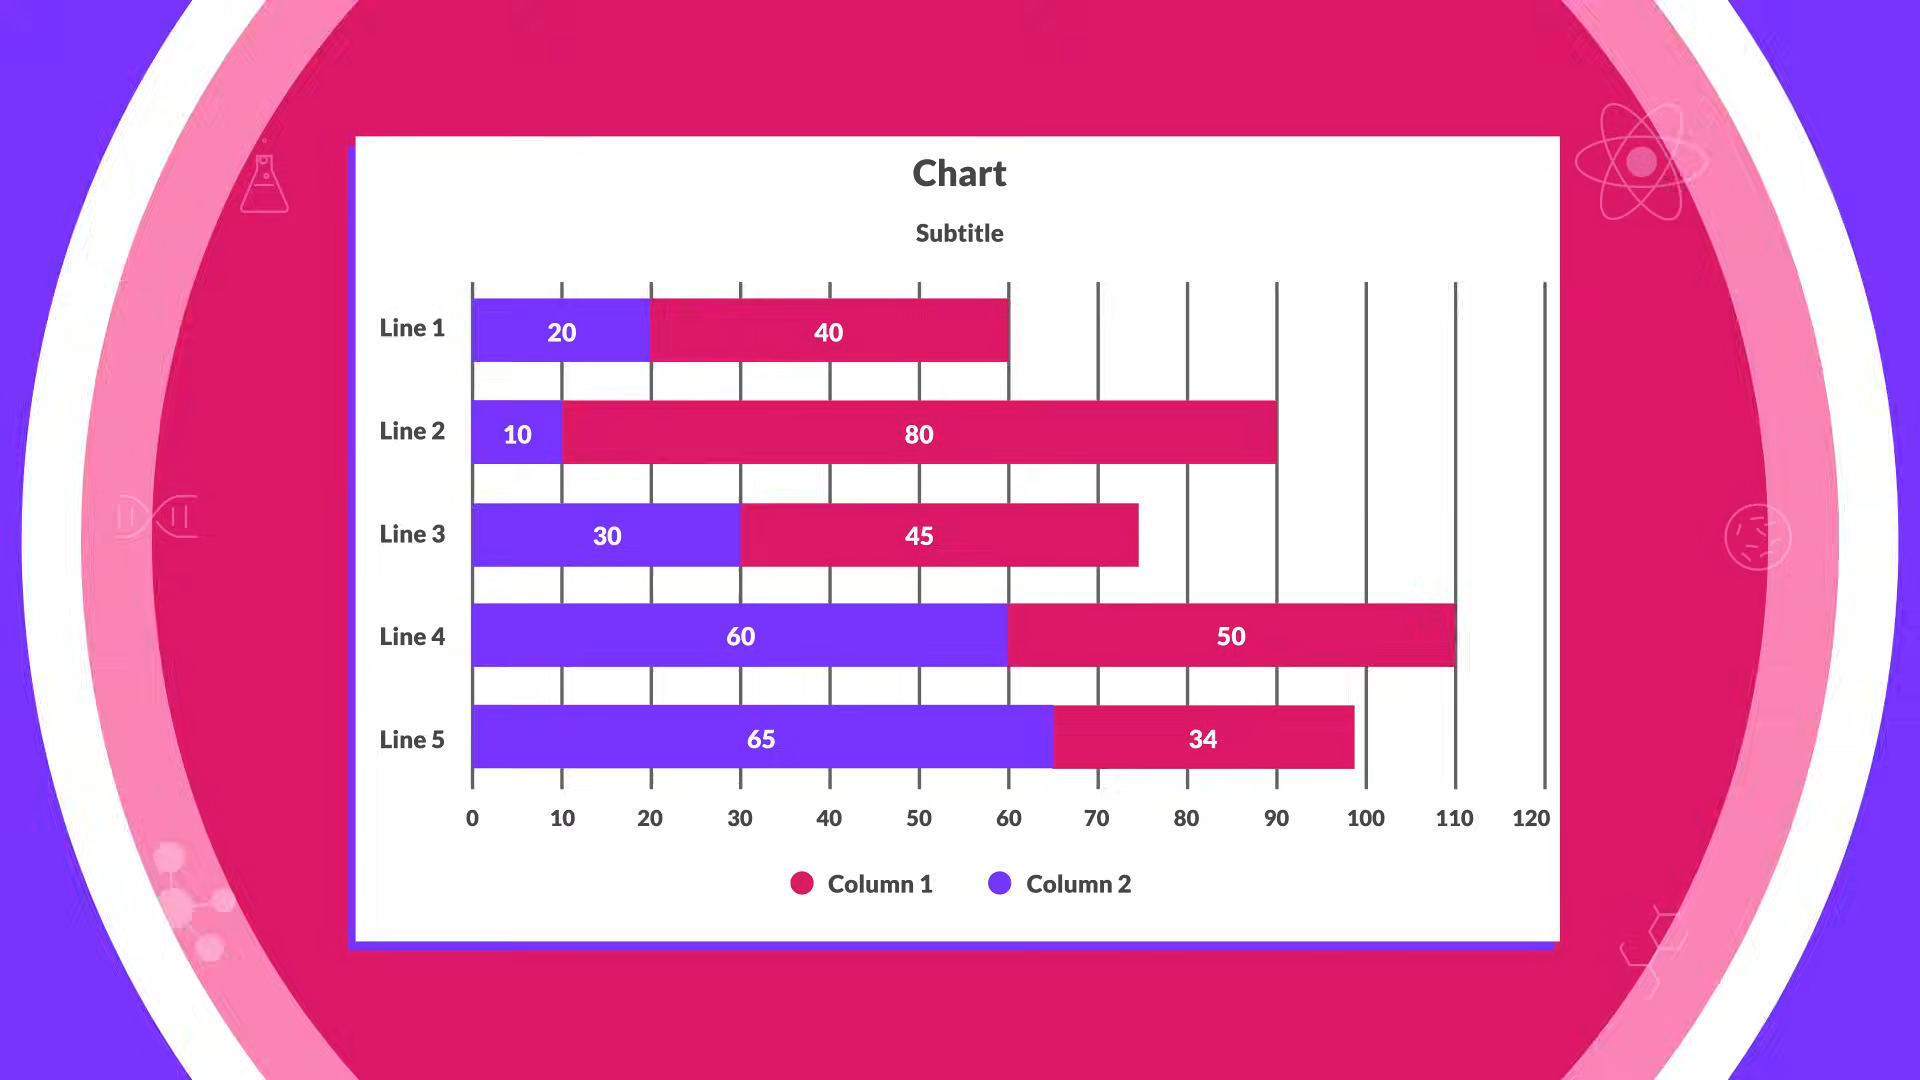 Chart
Subtitle
Line 1 20 40
Line 2 10 80
Line 3 30 45
Line 4 60 50
Line 5 65 34
0 10 20 30 40 50 60 70 80 90 100 110 120
Column 1 Column 2